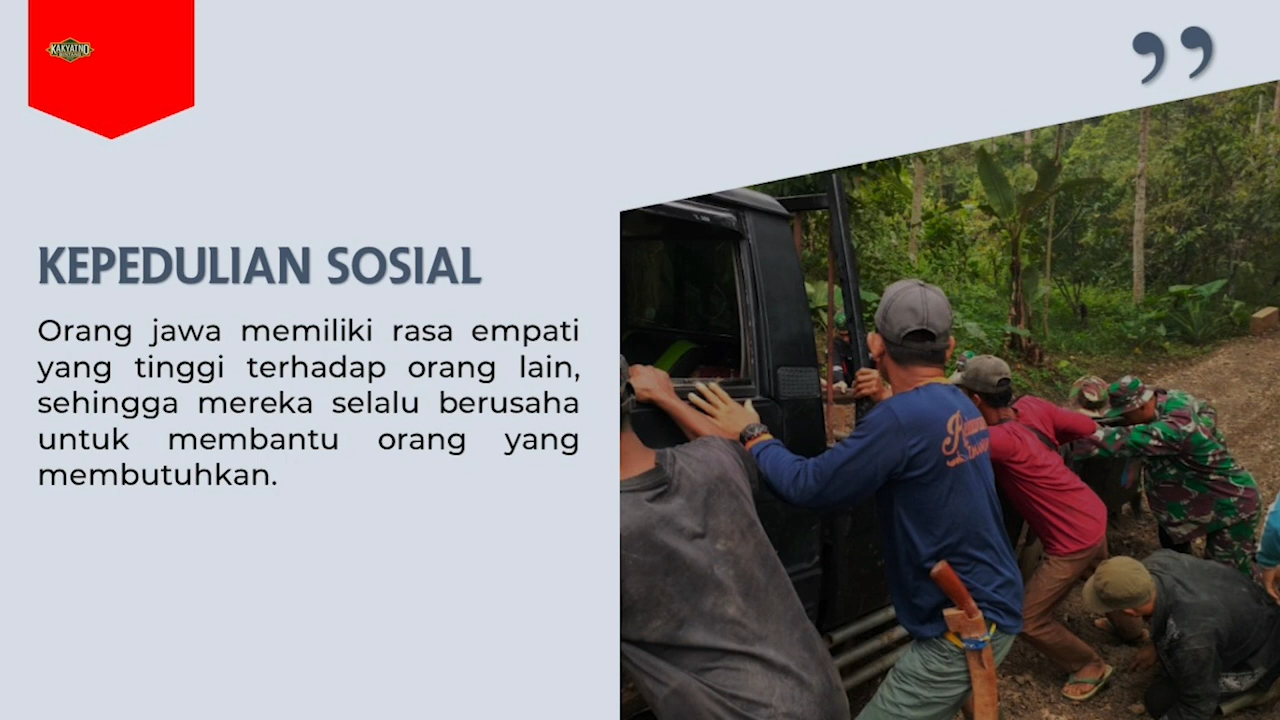 KAKYATNO
KEPEDULIAN SOSIAL
Orang jawa memiliki rasa empati
yang tinggi terhadap orang lain,
sehingga mereka selalu berusaha
untuk membantu orang yang
membutuhkan.